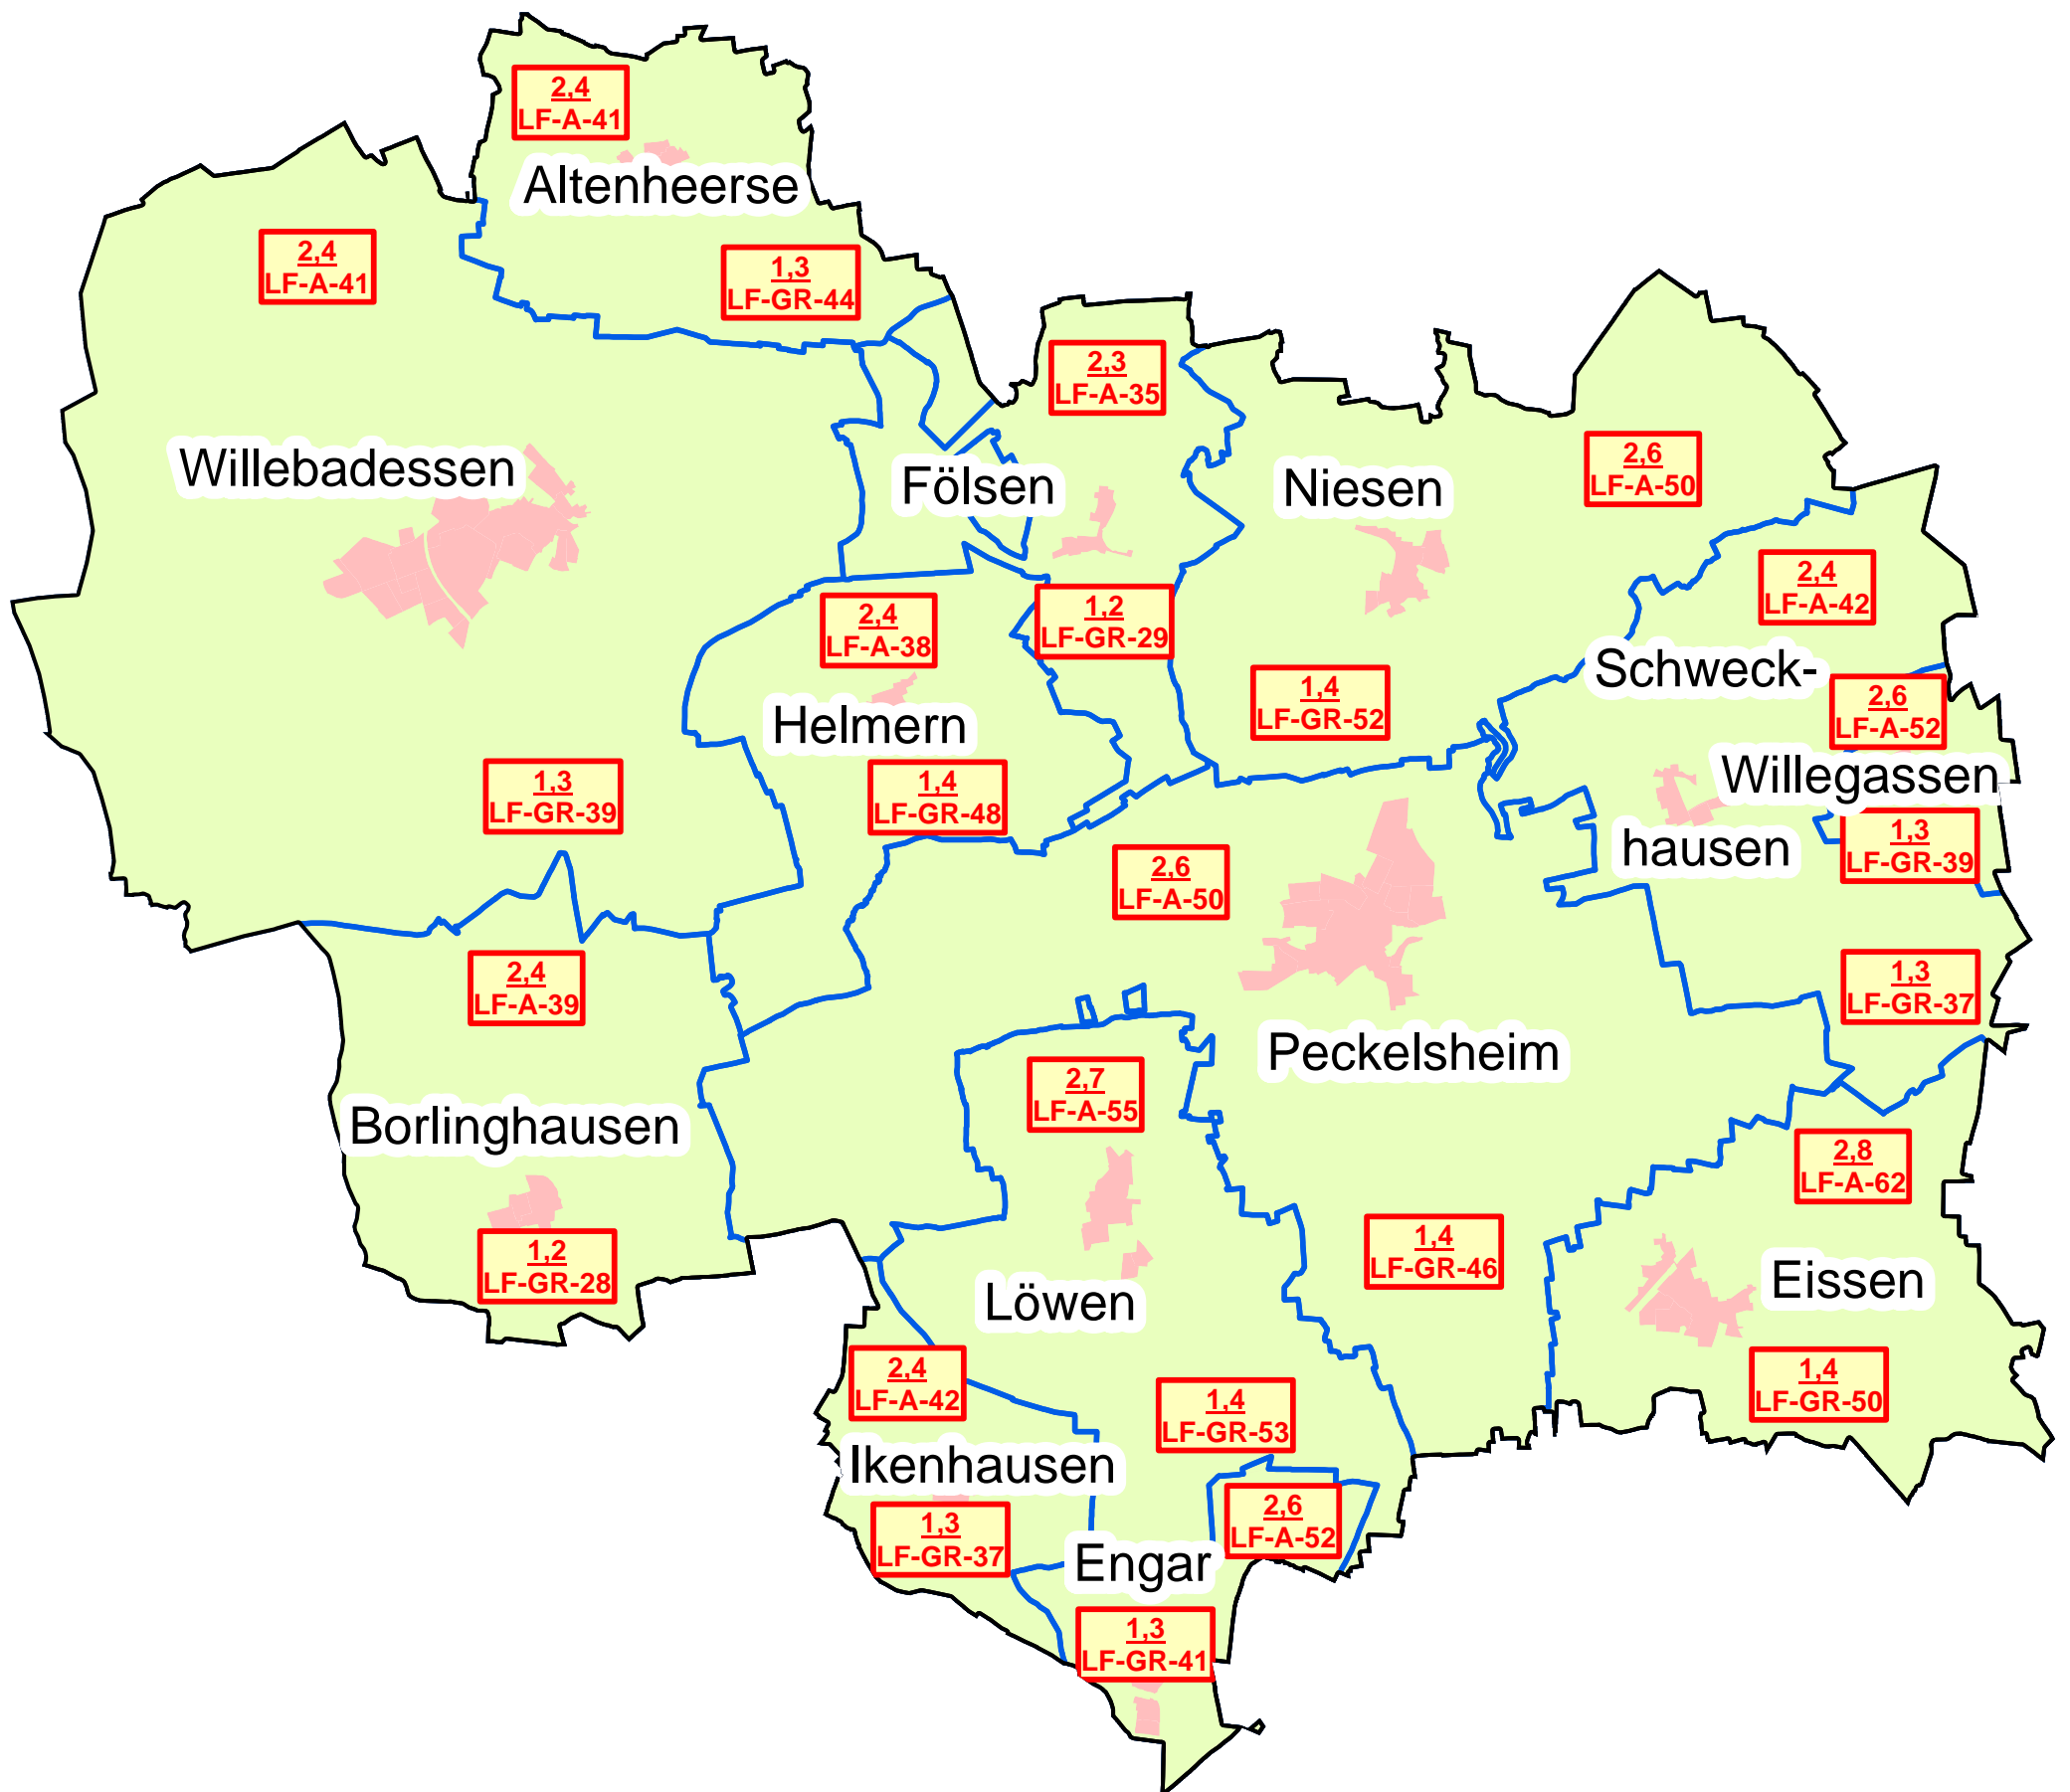 2,4
LF-A-41
Altenheerse
2,4
LF-A-41
1,3
LF-GR-44
2,3
LF-A-35
Willebadessen
Fölsen
Niesen
2,6
LF-A-50
2,4
LF-A-42
2,4
LF-A-38
1,2
LF-GR-29
Schweck-
1,4
LF-GR-52
2,6
LF-A-52
Helmern
Willegassen
1,3
LF-GR-39
1,4
LF-GR-48
hausen
1,3
LF-GR-39
2,6
LF-A-50
2,4
LF-A-39
1,3
LF-GR-37
Peckelsheim
2,7
LF-A-55
Borlinghausen
2,8
LF-A-62
1,2
LF-GR-28
1,4
LF-GR-46
Eissen
Löwen
2,4
LF-A-42
1,4
LF-GR-53
1,4
LF-GR-50
Ikenhausen
1,3
LF-GR-37
2,6
LF-A-52
Engar
1,3
LF-GR-41